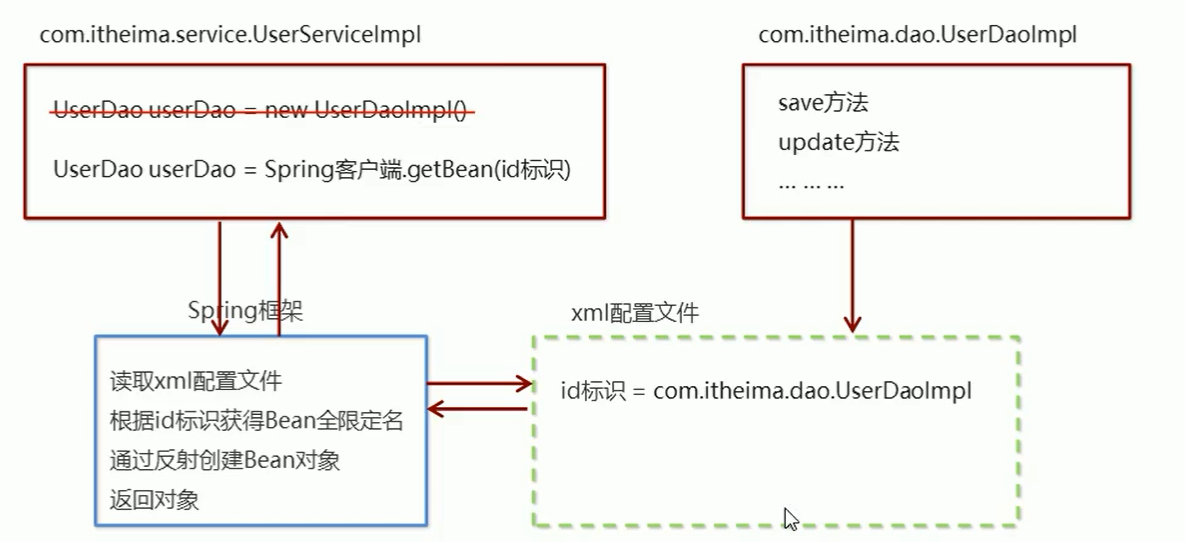 com.itheima.service.UserServiceImpl
UserDao userDao = new UserDaoImpl()
UserDao userDao = Spring客户端.getBean(id标识)
com.itheima.dao.UserDaoImpl
save方法
update方法
... ... ...
Spring框架
读取xml配置文件
根据id标识获得Bean全限定名
通过反射创建Bean对象
返回对象
xml配置文件
id标识 = com.itheima.dao.UserDaoImpl